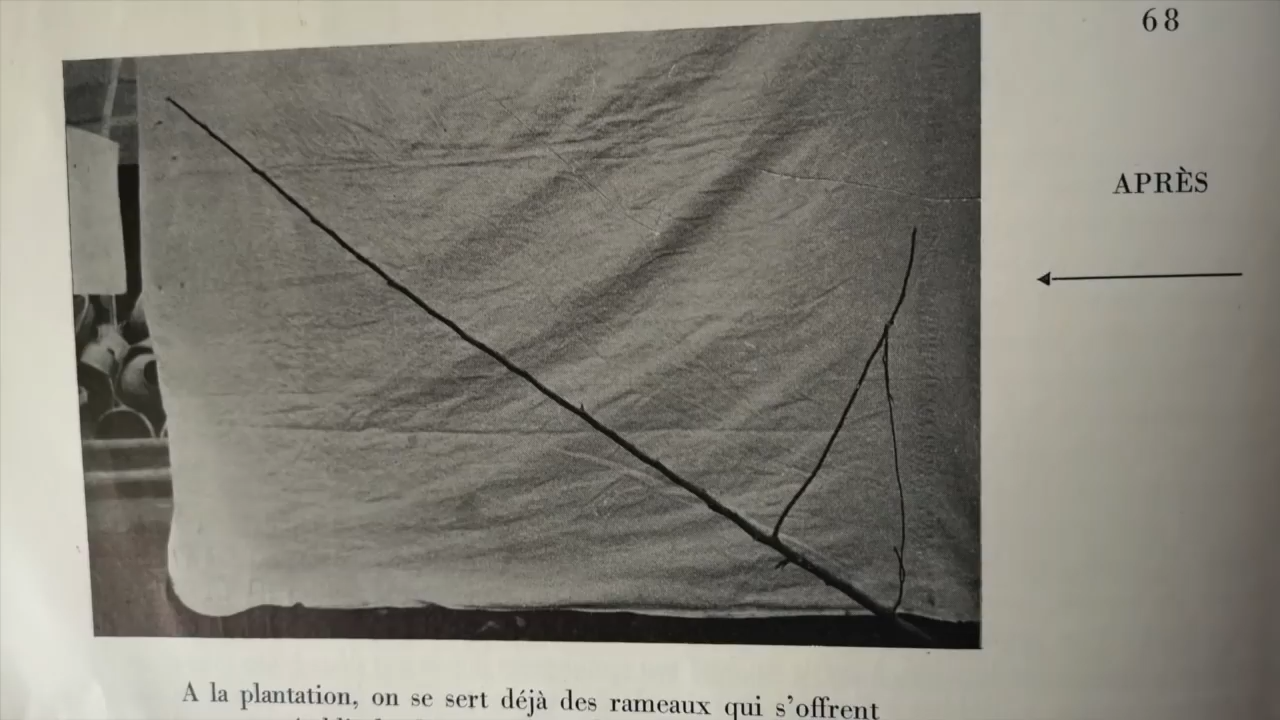 68
APRÈS
A la plantation, on se sert déjà des rameaux qui s'offrent